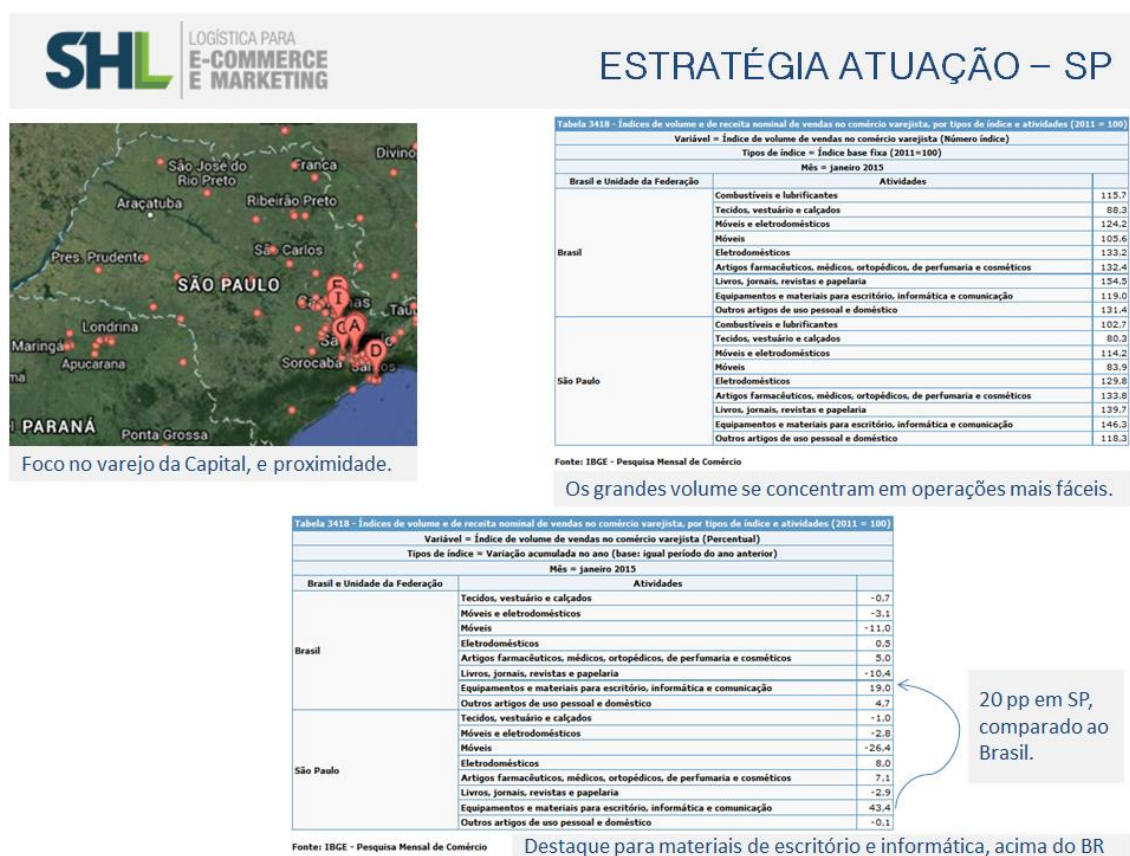 SHL
LOGÍSTICA PARA
E-COMMERCE
E MARKETING
ESTRATÉGIA ATUAÇÃO – SP
Divino
São José do
Rio Preto
Franca
Araçatuba
Ribeirão Preto
Pres. Prudente
São Carlos
SÃO PAULO
E
I
as
Tau
Londrina
C
A
Maringá
D
Apucarana
Sorocaba
PARANÁ
Ponta Grossa
Foco no varejo da Capital, e proximidade.
Tabela 3418 - Índices de volume e de receita nominal de vendas no comércio varejista, por tipos de índice e atividades (2011 = 100)
Variável = Índice de volume de vendas no comércio varejista (Número índice)
Tipos de índice = Índice base fixa (2011=100)
Mês = janeiro 2015
Brasil e Unidade da Federação Atividades
Brasil
Combustíveis e lubrificantes 115,7
Tecidos, vestuário e calçados 88,3
Móveis e eletrodomésticos 124,2
Móveis 105,6
Eletrodomésticos 133,2
Artigos farmacêuticos, médicos, ortopédicos, de perfumaria e cosméticos 132,4
Livros, jornais, revistas e papelaria 154,5
Equipamentos e materiais para escritório, informática e comunicação 119,0
Outros artigos de uso pessoal e doméstico 131,4
São Paulo
Combustíveis e lubrificantes 102,7
Tecidos, vestuário e calçados 80,3
Móveis e eletrodomésticos 114,2
Móveis 83,9
Eletrodomésticos 129,8
Artigos farmacêuticos, médicos, ortopédicos, de perfumaria e cosméticos 133,8
Livros, jornais, revistas e papelaria 139,7
Equipamentos e materiais para escritório, informática e comunicação 146,3
Outros artigos de uso pessoal e doméstico 118,3
Fonte: IBGE - Pesquisa Mensal de Comércio
Os grandes volume se concentram em operações mais fáceis.
Tabela 3418 - Índices de volume e de receita nominal de vendas no comércio varejista, por tipos de índice e atividades (2011 = 100)
Variável = Índice de volume de vendas no comércio varejista (Percentual)
Tipos de índice = Variação acumulada no ano (base: igual período do ano anterior)
Mês = janeiro 2015
Brasil e Unidade da Federação Atividades
Brasil
Tecidos, vestuário e calçados -0,7
Móveis e eletrodomésticos -3,1
Móveis -11,0
Eletrodomésticos 0,5
Artigos farmacêuticos, médicos, ortopédicos, de perfumaria e cosméticos 5,0
Livros, jornais, revistas e papelaria -10,4
Equipamentos e materiais para escritório, informática e comunicação 19,0
Outros artigos de uso pessoal e doméstico 4,7
São Paulo
Tecidos, vestuário e calçados -1,0
Móveis e eletrodomésticos -2,8
Móveis -26,4
Eletrodomésticos 8,0
Artigos farmacêuticos, médicos, ortopédicos, de perfumaria e cosméticos 7,1
Livros, jornais, revistas e papelaria -2,9
Equipamentos e materiais para escritório, informática e comunicação 43,4
Outros artigos de uso pessoal e doméstico -0,1
20 pp em SP,
comparado ao
Brasil.
Fonte: IBGE - Pesquisa Mensal de Comércio
Destaque para materiais de escritório e informática, acima do BR